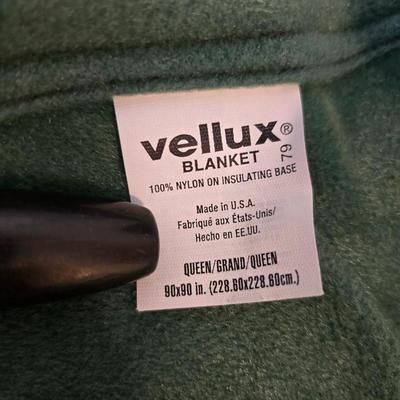 vellux®
BLANKET 79
100% NYLON ON INSULATING BASE
Made in U.S.A.
Fabriqué aux États-Unis/
Hecho en EE.UU.
QUEEN/GRAND/QUEEN
90x90 in. (228.60x228.60cm.)